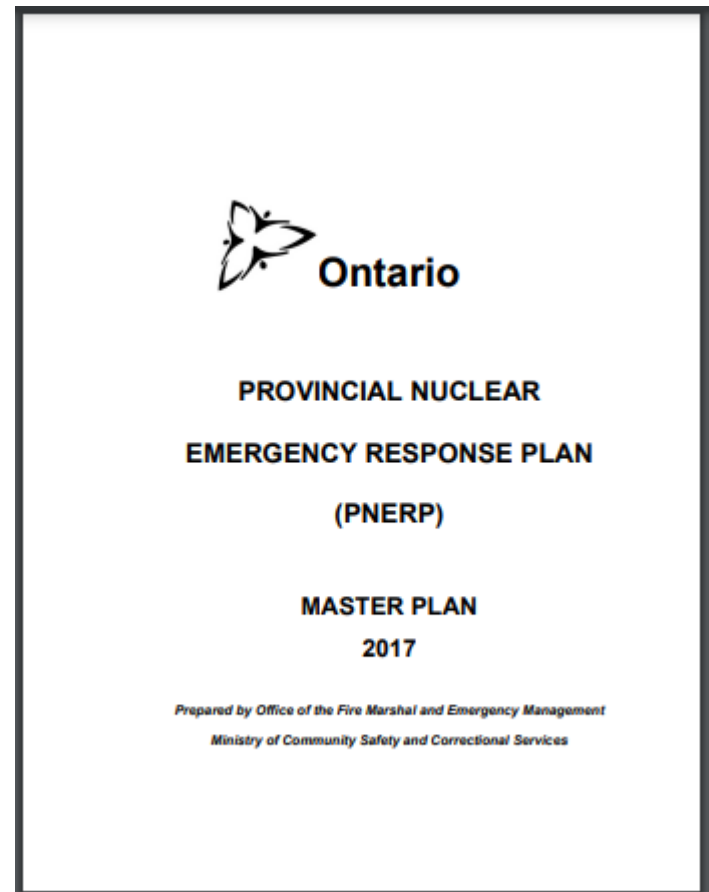 Ontario
PROVINCIAL NUCLEAR
EMERGENCY RESPONSE PLAN
(PNERP)
MASTER PLAN
2017
Prepared by Office of the Fire Marshal and Emergency Management
Ministry of Community Safety and Correctional Services